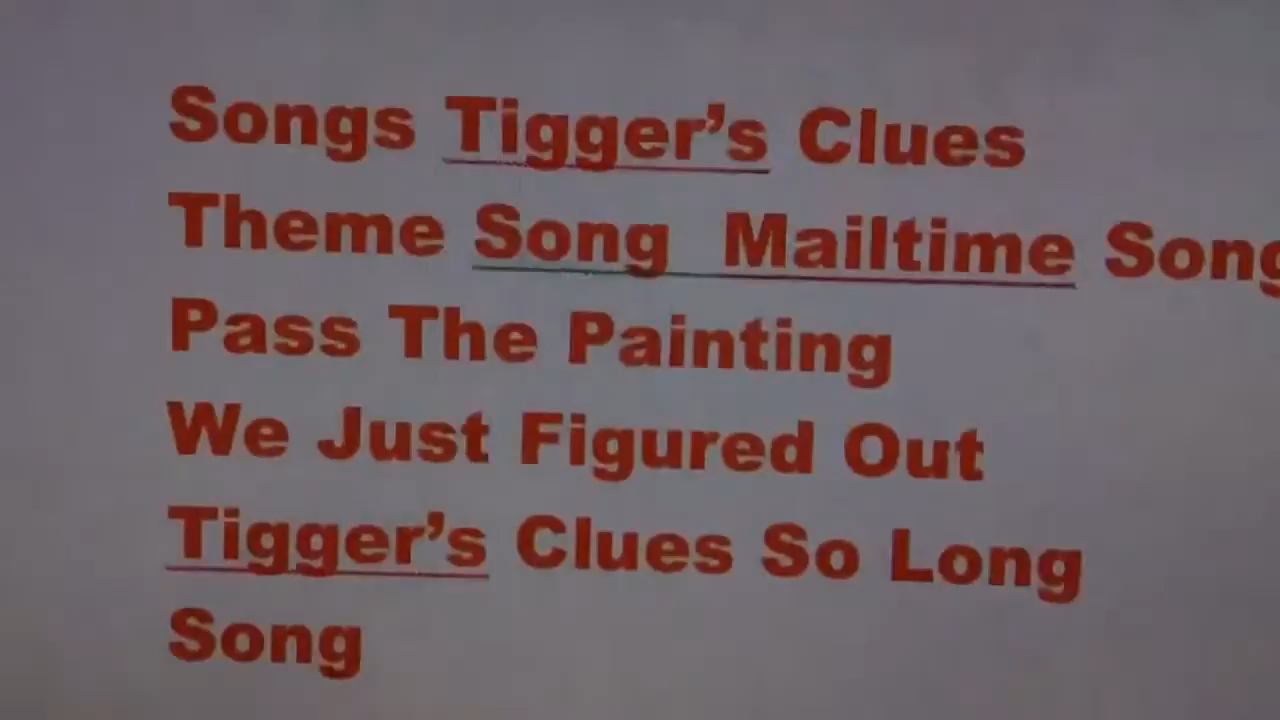 Songs Tigger’s Clues
Theme Song Mailtime Song
Pass The Painting
We Just Figured Out
Tigger’s Clues So Long
Song